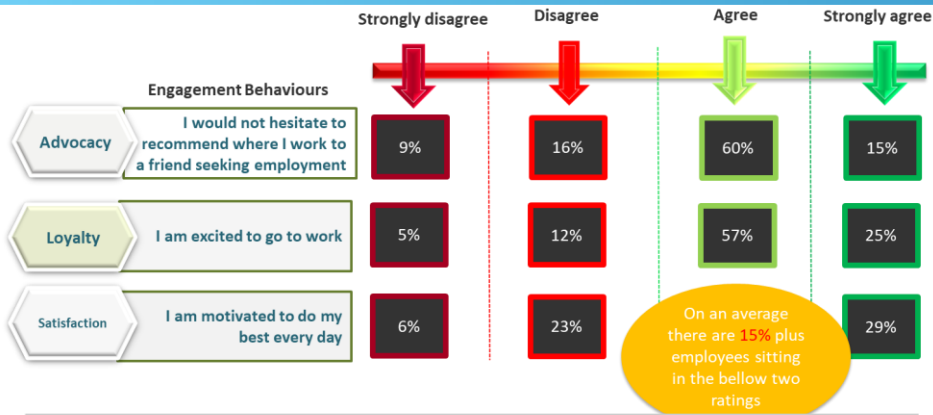 Strongly disagree
Disagree
Agree
Strongly agree
Engagement Behaviours
Advocacy
I would not hesitate to
recommend where I work to
a friend seeking employment
9%
16%
60%
15%
Loyalty
I am excited to go to work
5%
12%
57%
25%
Satisfaction
I am motivated to do my
best every day
6%
23%
On an average
there are 15% plus
employees sitting
in the bellow two
ratings
29%